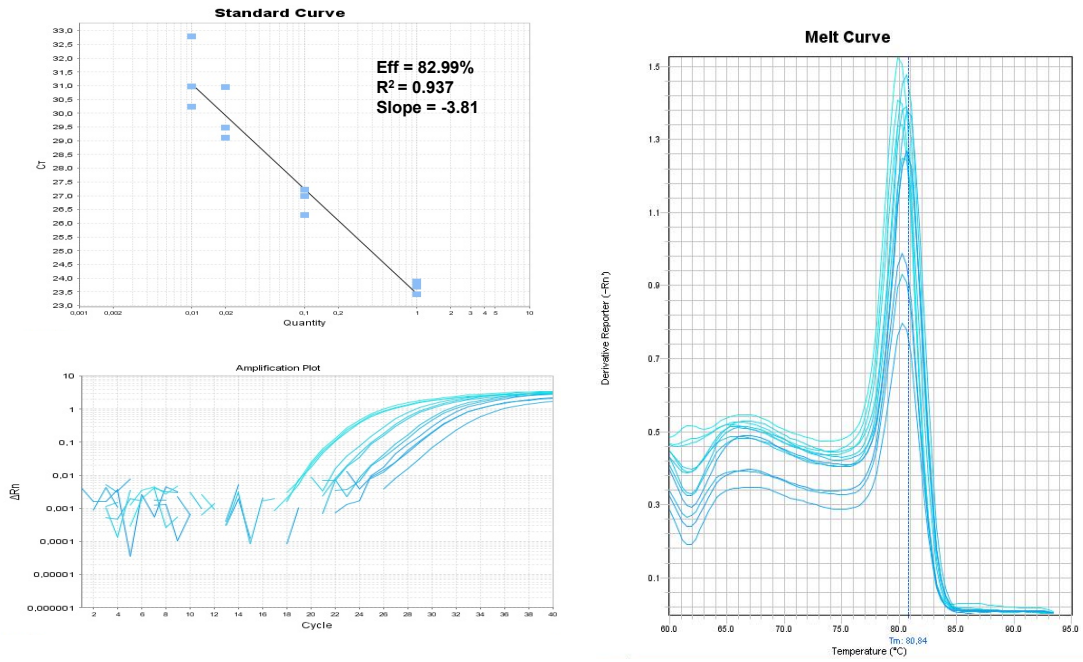 Standard Curve
Eff = 82.99%
R² = 0.937
Slope = -3.81
CT
33,0
32,5
32,0
31,5
31,0
30,5
30,0
29,5
29,0
28,5
28,0
27,5
27,0
26,5
26,0
25,5
25,0
24,5
24,0
23,5
23,0
0.001 0,002 0,01 0,02 0,1 0,2 1 2 3 4 5 10
Quantity
Amplification Plot
ΔRn
10
1
0,1
0,01
0,001
0,0001
0,00001
0,000001
2 4 6 8 10 12 14 16 18 20 22 24 26 28 30 32 34 36 38 40
Cycle
Melt Curve
Derivative Reporter (-Rn')
1.5
1.3
1.1
0.9
0.7
0.5
0.3
0.1
60.0 65.0 70.0 75.0 80.0 85.0 90.0 95.0
Tm: 80,84
Temperature (°C)